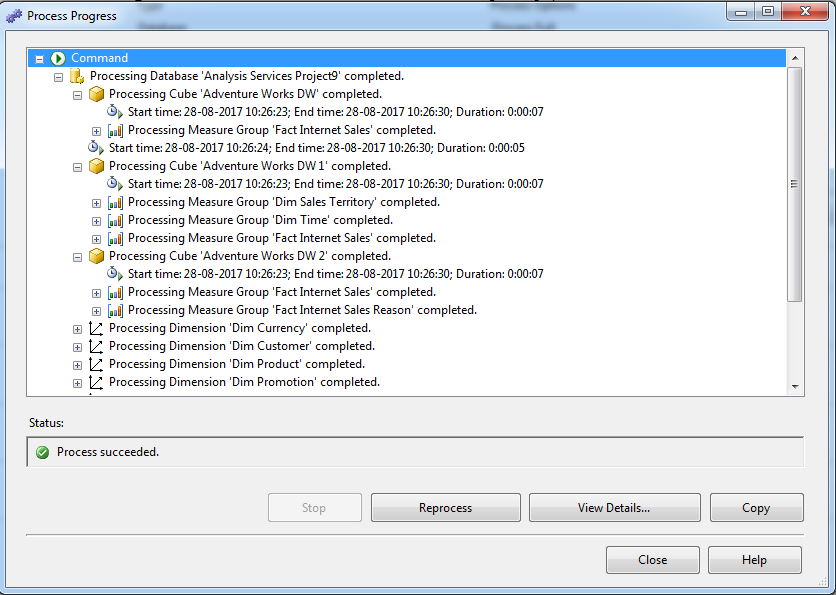 Process Progress
Command
Processing Database 'Analysis Services Project9' completed.
Processing Cube 'Adventure Works DW' completed.
Start time: 28-08-2017 10:26:23; End time: 28-08-2017 10:26:30; Duration: 0:00:07
Processing Measure Group 'Fact Internet Sales' completed.
Start time: 28-08-2017 10:26:24; End time: 28-08-2017 10:26:30; Duration: 0:00:05
Processing Cube 'Adventure Works DW 1' completed.
Start time: 28-08-2017 10:26:23; End time: 28-08-2017 10:26:30; Duration: 0:00:07
Processing Measure Group 'Dim Sales Territory' completed.
Processing Measure Group 'Dim Time' completed.
Processing Measure Group 'Fact Internet Sales' completed.
Processing Cube 'Adventure Works DW 2' completed.
Start time: 28-08-2017 10:26:23; End time: 28-08-2017 10:26:30; Duration: 0:00:07
Processing Measure Group 'Fact Internet Sales' completed.
Processing Measure Group 'Fact Internet Sales Reason' completed.
Processing Dimension 'Dim Currency' completed.
Processing Dimension 'Dim Customer' completed.
Processing Dimension 'Dim Product' completed.
Processing Dimension 'Dim Promotion' completed.
Status:
Process succeeded.
Stop Reprocess View Details... Copy
Close Help